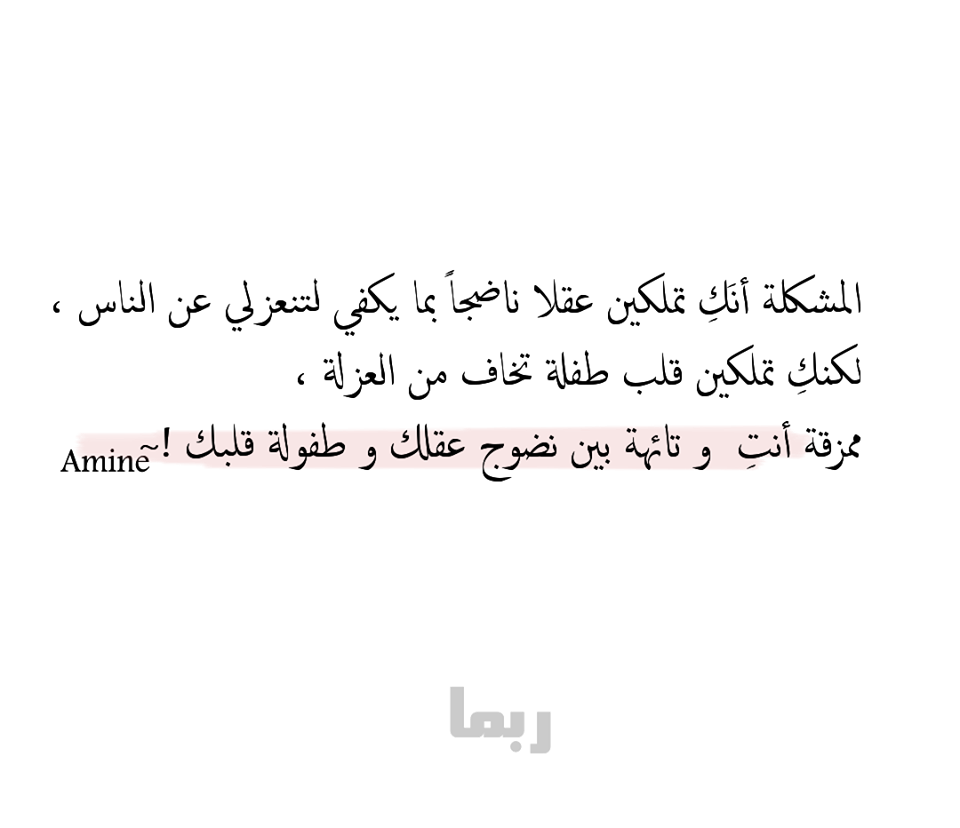 المشكلة أنَكِ تملكين عقلا ناضجاً بما يكفي لتنعزلي عن الناس ،
لكنكِ تملكين قلب طفلة تخاف من العزلة ،
ممزقة أنتِ و تائهة بين نضوج عقلك و طفولة قلبك !~
Amine
ربما